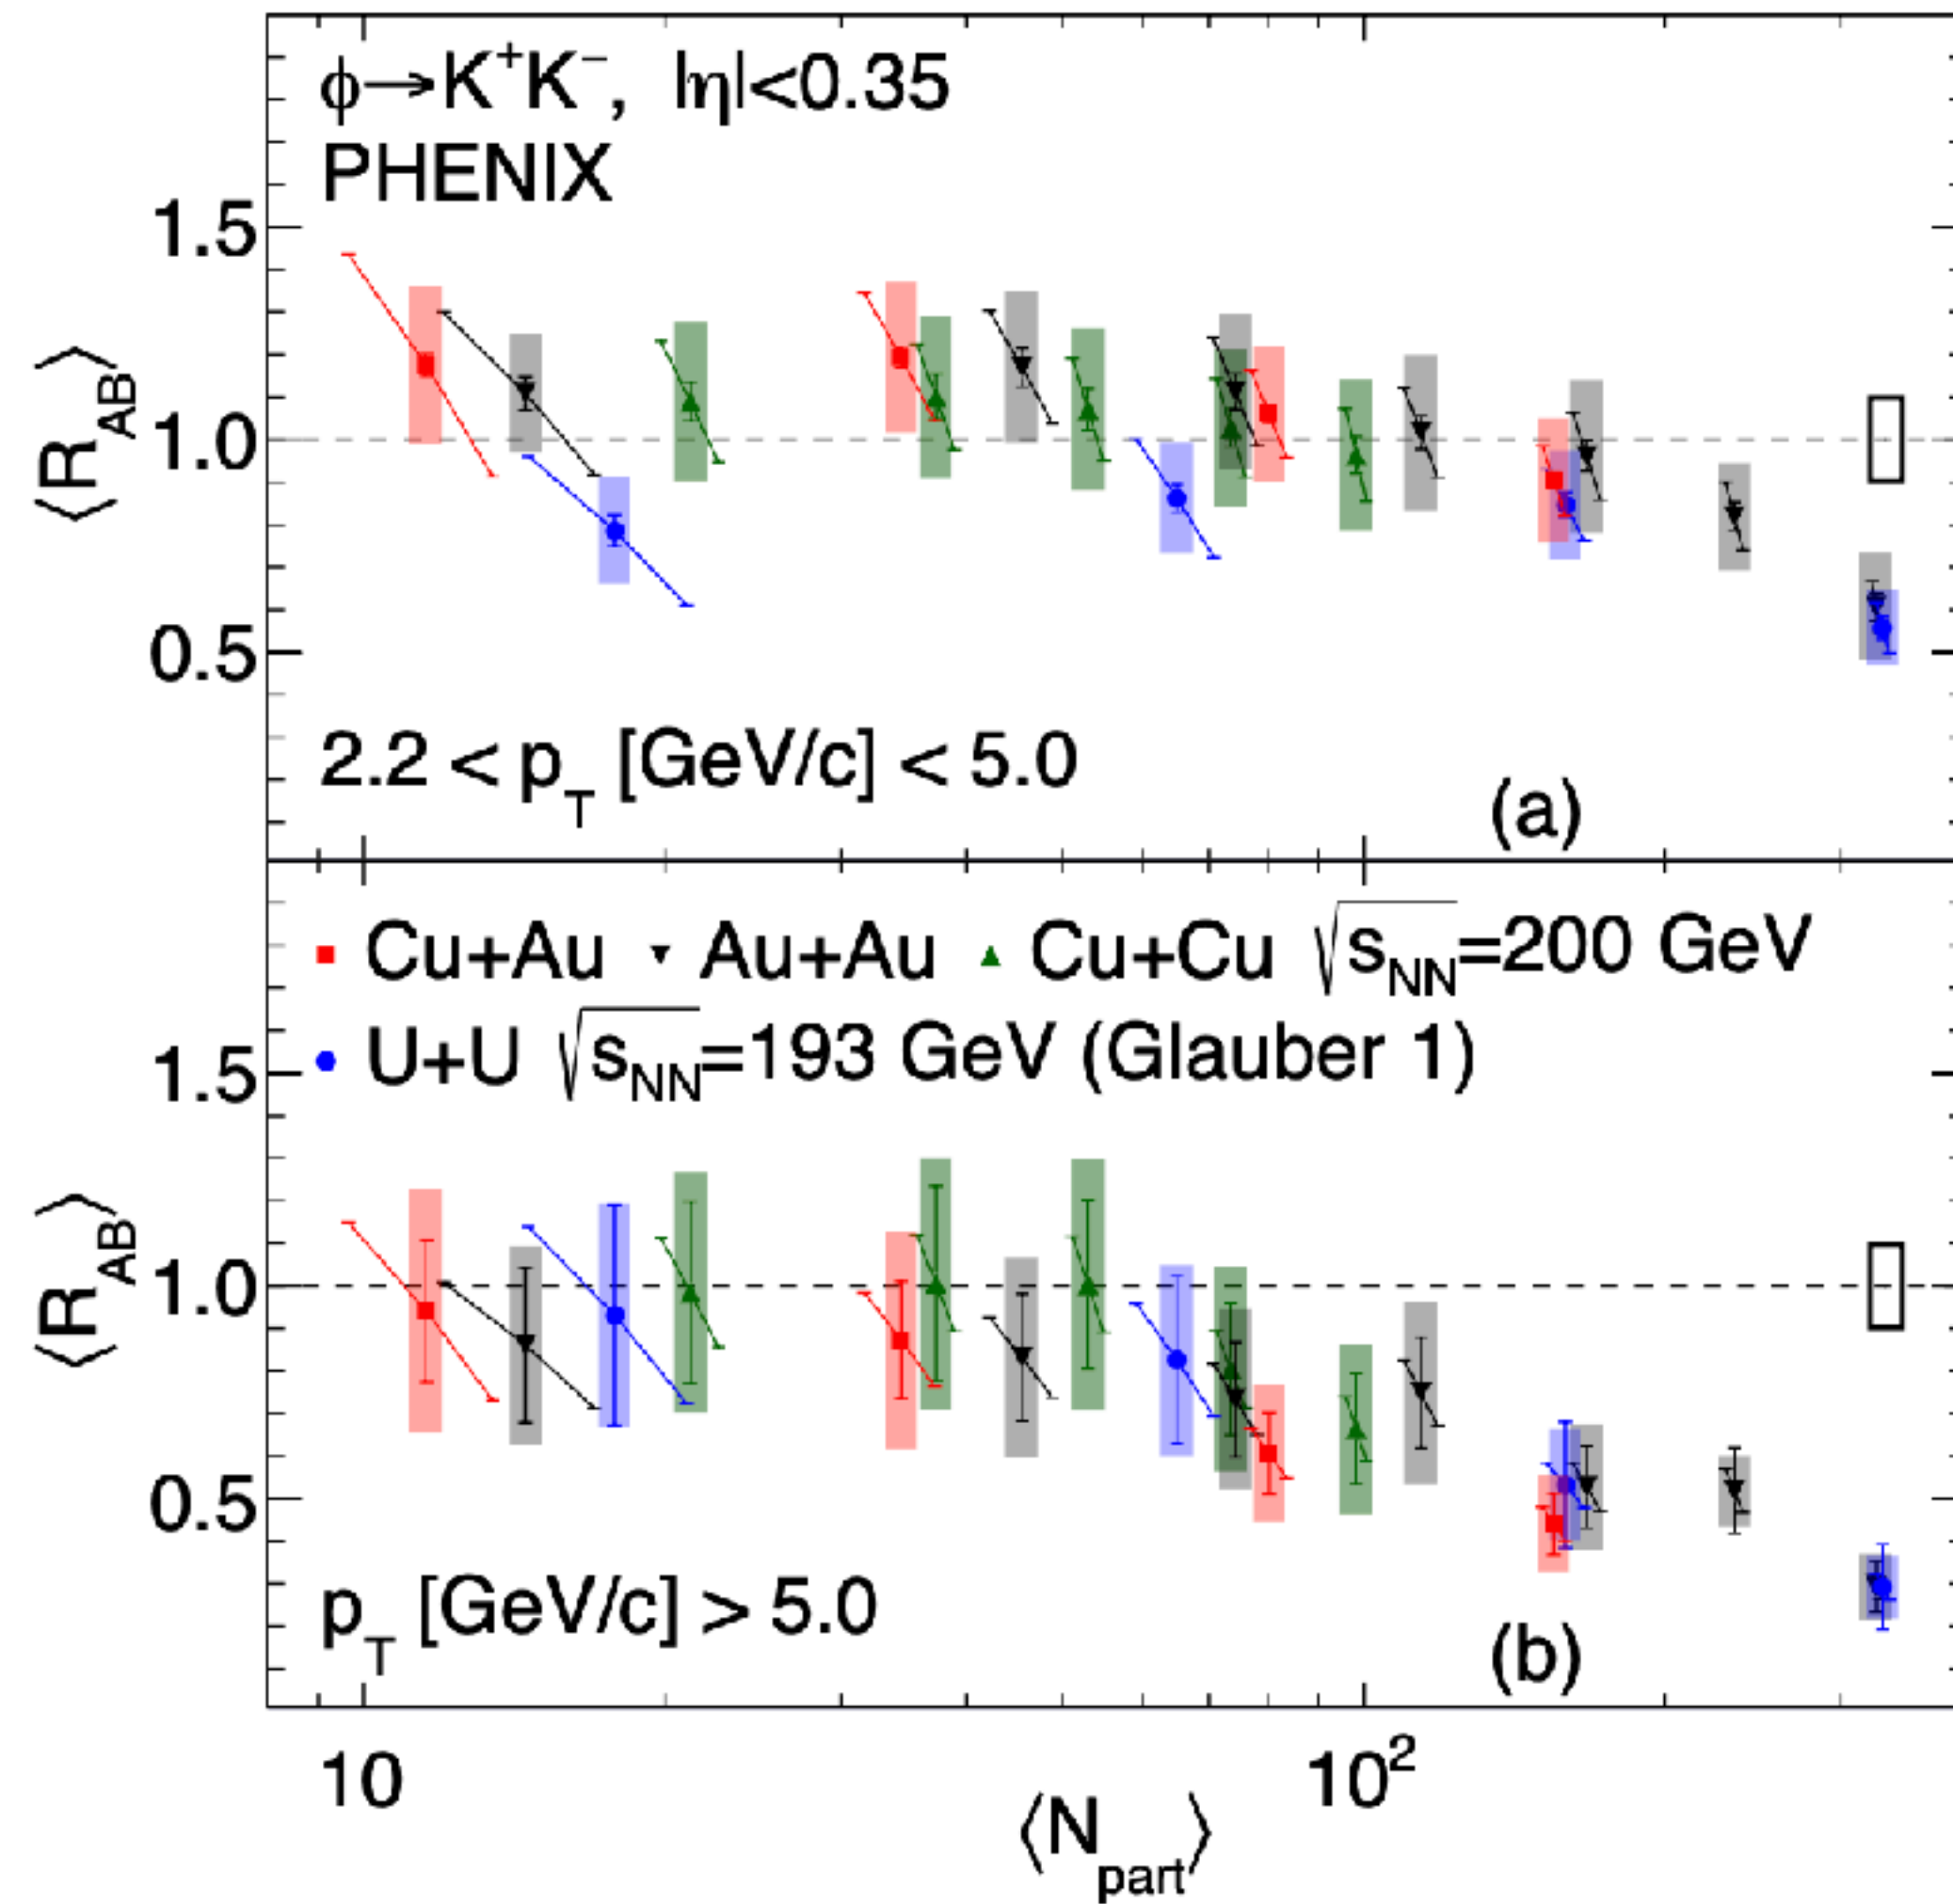 ϕ→K⁺K⁻, |η|<0.35
PHENIX
1.5
1.0
0.5
⟨R_AB⟩
2.2 < p_T [GeV/c] < 5.0
(a)
Cu+Au Au+Au Cu+Cu √s_NN=200 GeV
U+U √s_NN=193 GeV (Glauber 1)
1.5
1.0
0.5
⟨R_AB⟩
p_T [GeV/c] > 5.0
(b)
10 10²
⟨N_part⟩